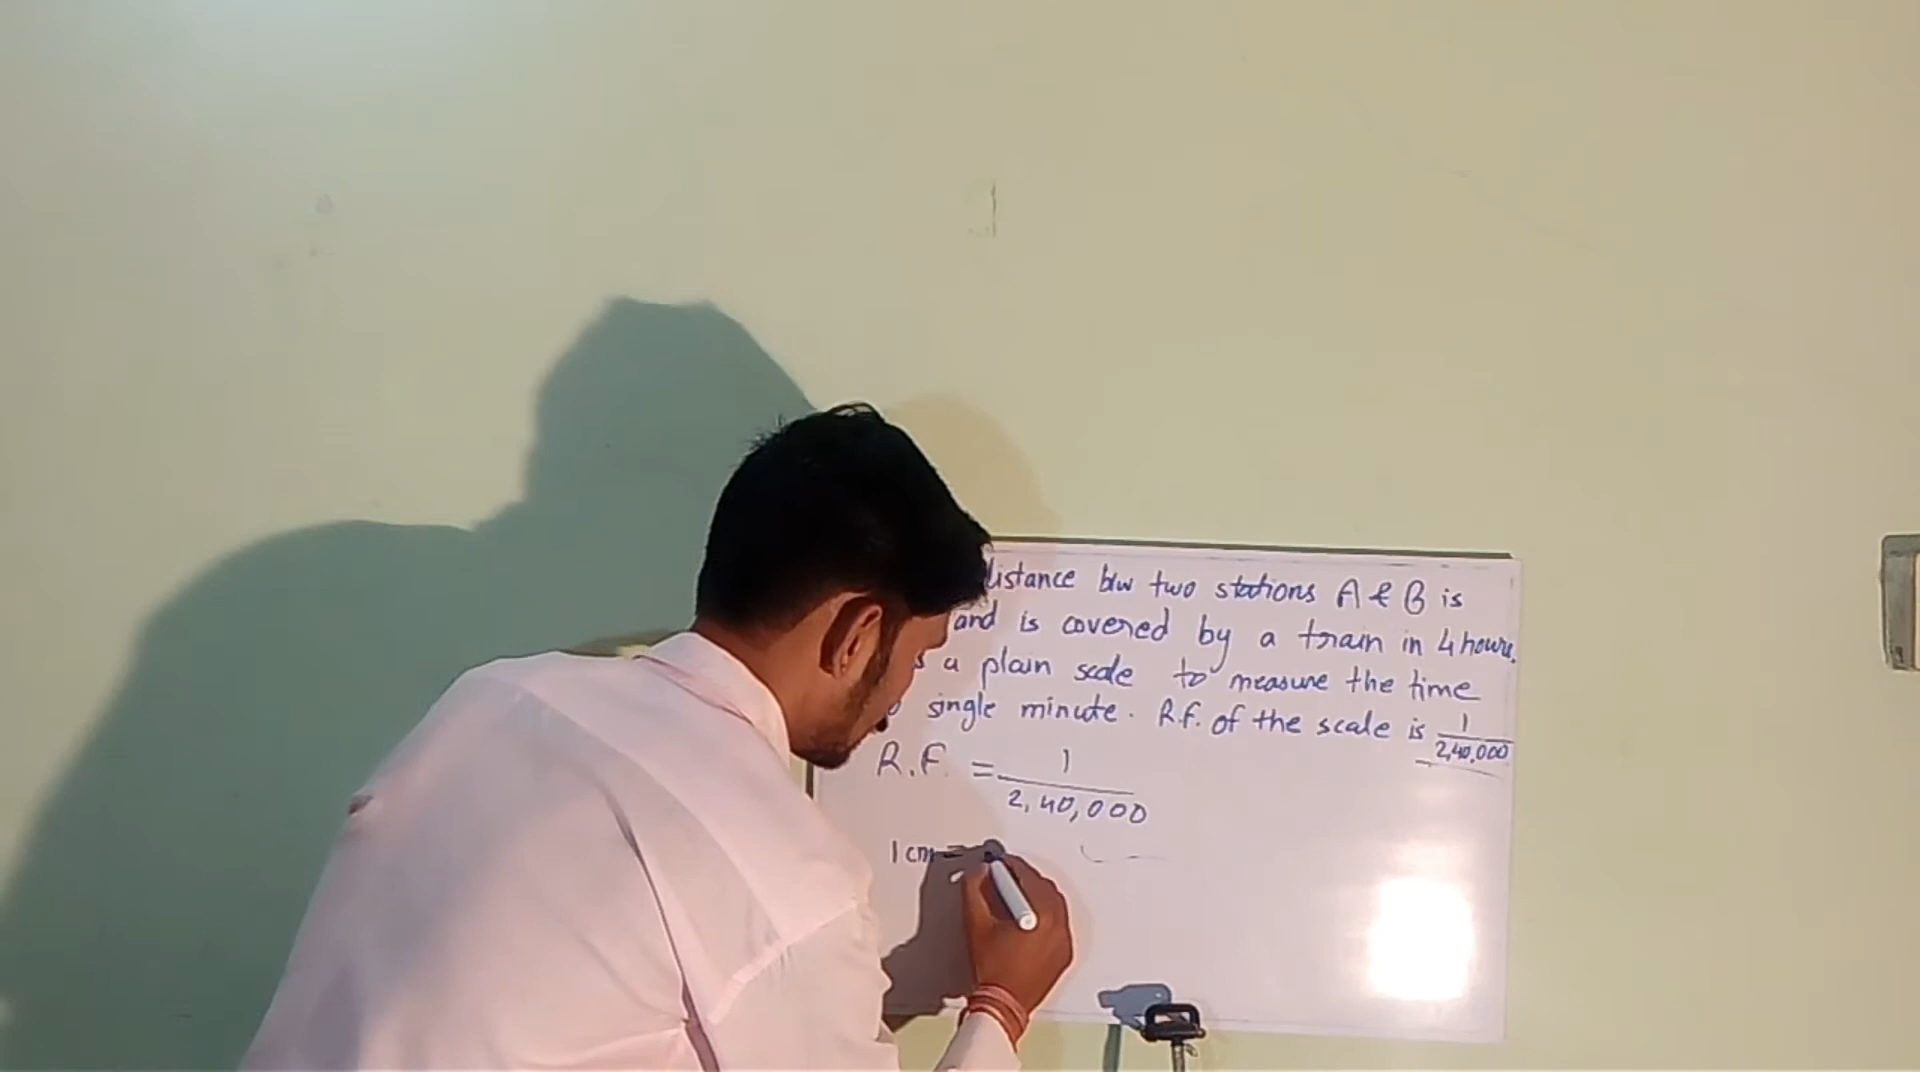 distance b/w two stations A & B is
and is covered by a train in 4 hours.
a plain scale to measure the time
single minute. R.f. of the scale is 1/2,40,000
R.F. = 1/2,40,000
1 cm =